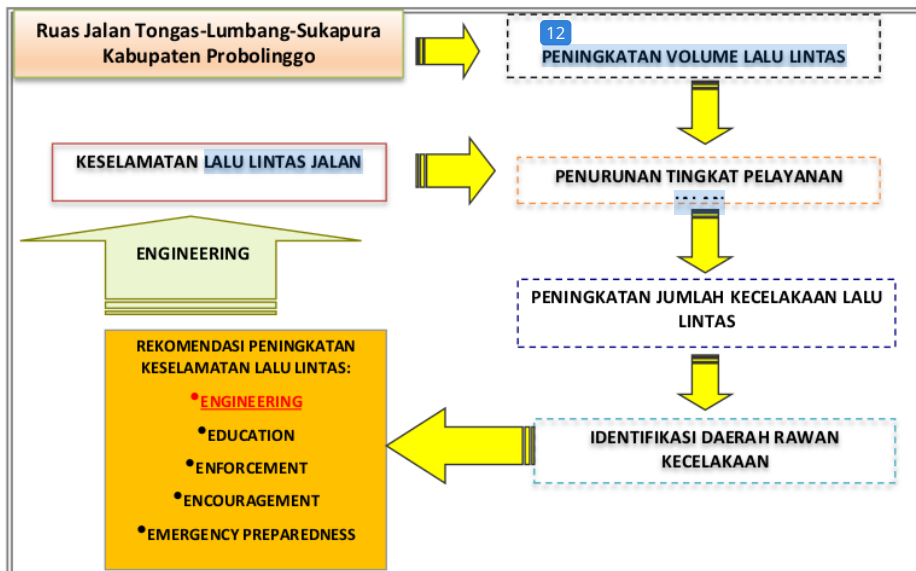 Ruas Jalan Tongas-Lumbang-Sukapura
Kabupaten Probolinggo
12
PENINGKATAN VOLUME LALU LINTAS
KESELAMATAN LALU LINTAS JALAN
PENURUNAN TINGKAT PELAYANAN
ENGINEERING
PENINGKATAN JUMLAH KECELAKAAN LALU
LINTAS
REKOMENDASI PENINGKATAN
KESELAMATAN LALU LINTAS:
•ENGINEERING
•EDUCATION
•ENFORCEMENT
•ENCOURAGEMENT
•EMERGENCY PREPAREDNESS
IDENTIFIKASI DAERAH RAWAN
KECELAKAAN